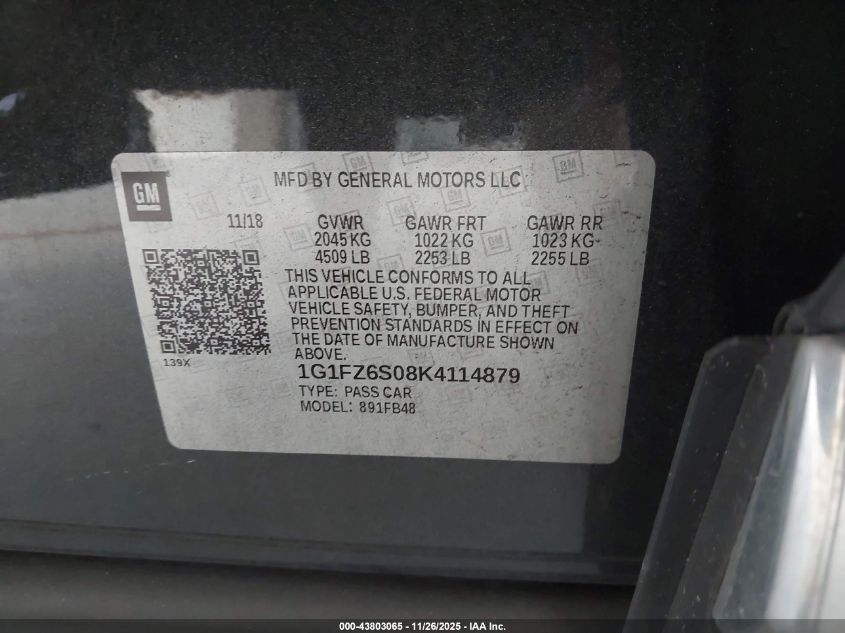 GM
MFD BY GENERAL MOTORS LLC
11/18 GVWR GAWR FRT GAWR RR
2045 KG 1022 KG 1023 KG
4509 LB 2253 LB 2255 LB
THIS VEHICLE CONFORMS TO ALL
APPLICABLE U.S. FEDERAL MOTOR
VEHICLE SAFETY, BUMPER, AND THEFT
PREVENTION STANDARDS IN EFFECT ON
THE DATE OF MANUFACTURE SHOWN
ABOVE.
139X
1G1FZ6S08K4114879
TYPE: PASS CAR
MODEL: 891FB48
000-43803065 - 11/26/2025 - IAA Inc.